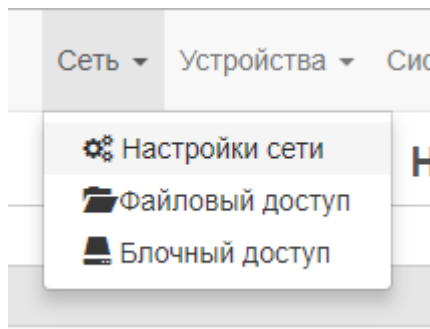 Сеть Устройства
Настройки сети
Файловый доступ
Блочный доступ